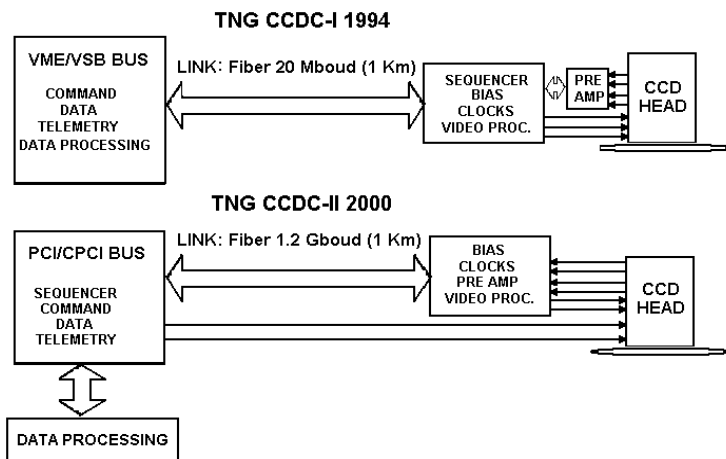 TNG CCDC-I 1994
VME/VSB BUS
COMMAND
DATA
TELEMETRY
DATA PROCESSING
LINK: Fiber 20 Mboud (1 Km)
SEQUENCER
BIAS
CLOCKS
VIDEO PROC.
PRE
AMP
CCD
HEAD
TNG CCDC-II 2000
PCI/CPCI BUS
SEQUENCER
COMMAND
DATA
TELEMETRY
LINK: Fiber 1.2 Gboud (1 Km)
BIAS
CLOCKS
PRE AMP
VIDEO PROC.
CCD
HEAD
DATA PROCESSING